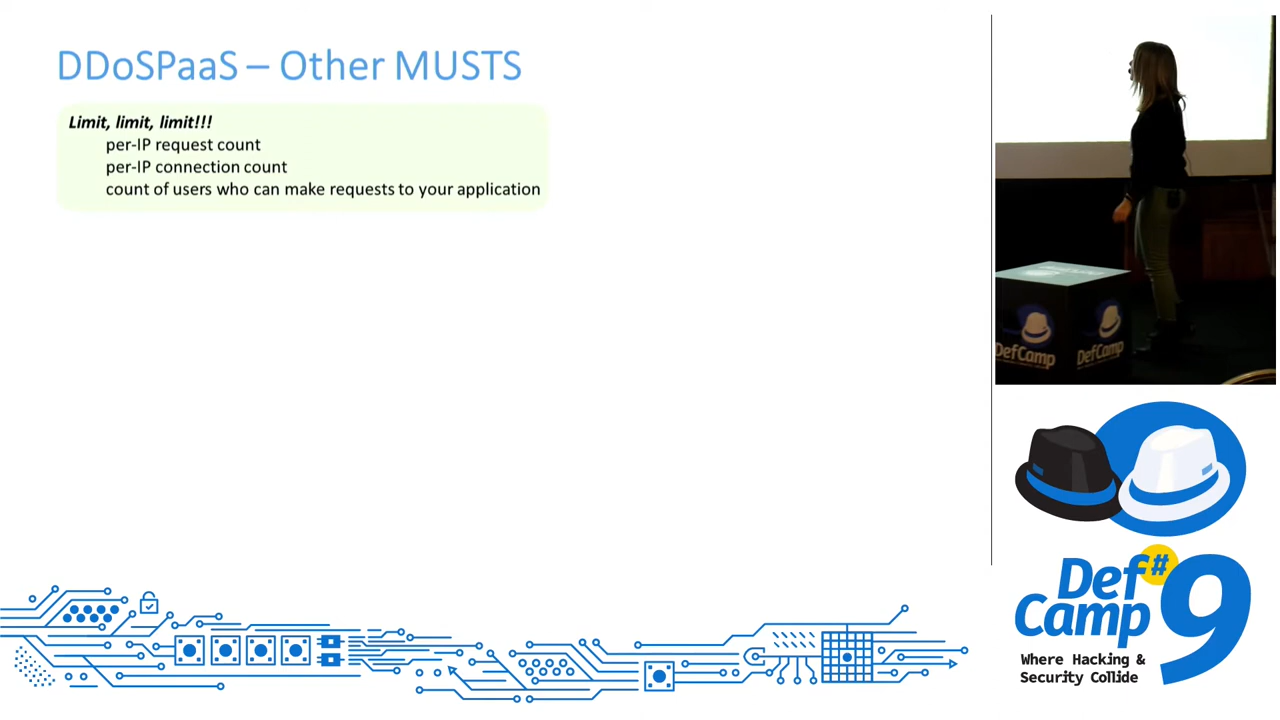 DDoSPaaS – Other MUSTS
Limit, limit, limit!!!
per-IP request count
per-IP connection count
count of users who can make requests to your application
DefCamp
DefCamp
Def#
Camp 9
Where Hacking &
Security Collide